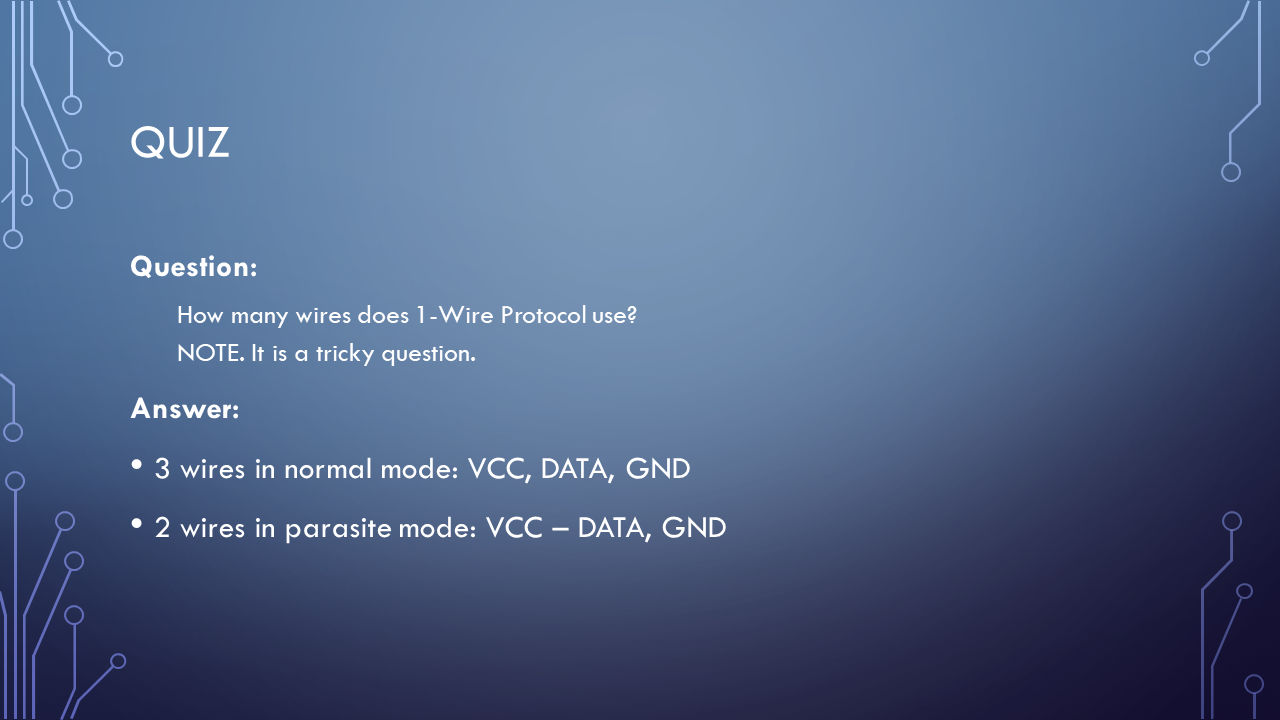 QUIZ
Question:
How many wires does 1-Wire Protocol use?
NOTE. It is a tricky question.
Answer:
• 3 wires in normal mode: VCC, DATA, GND
• 2 wires in parasite mode: VCC – DATA, GND